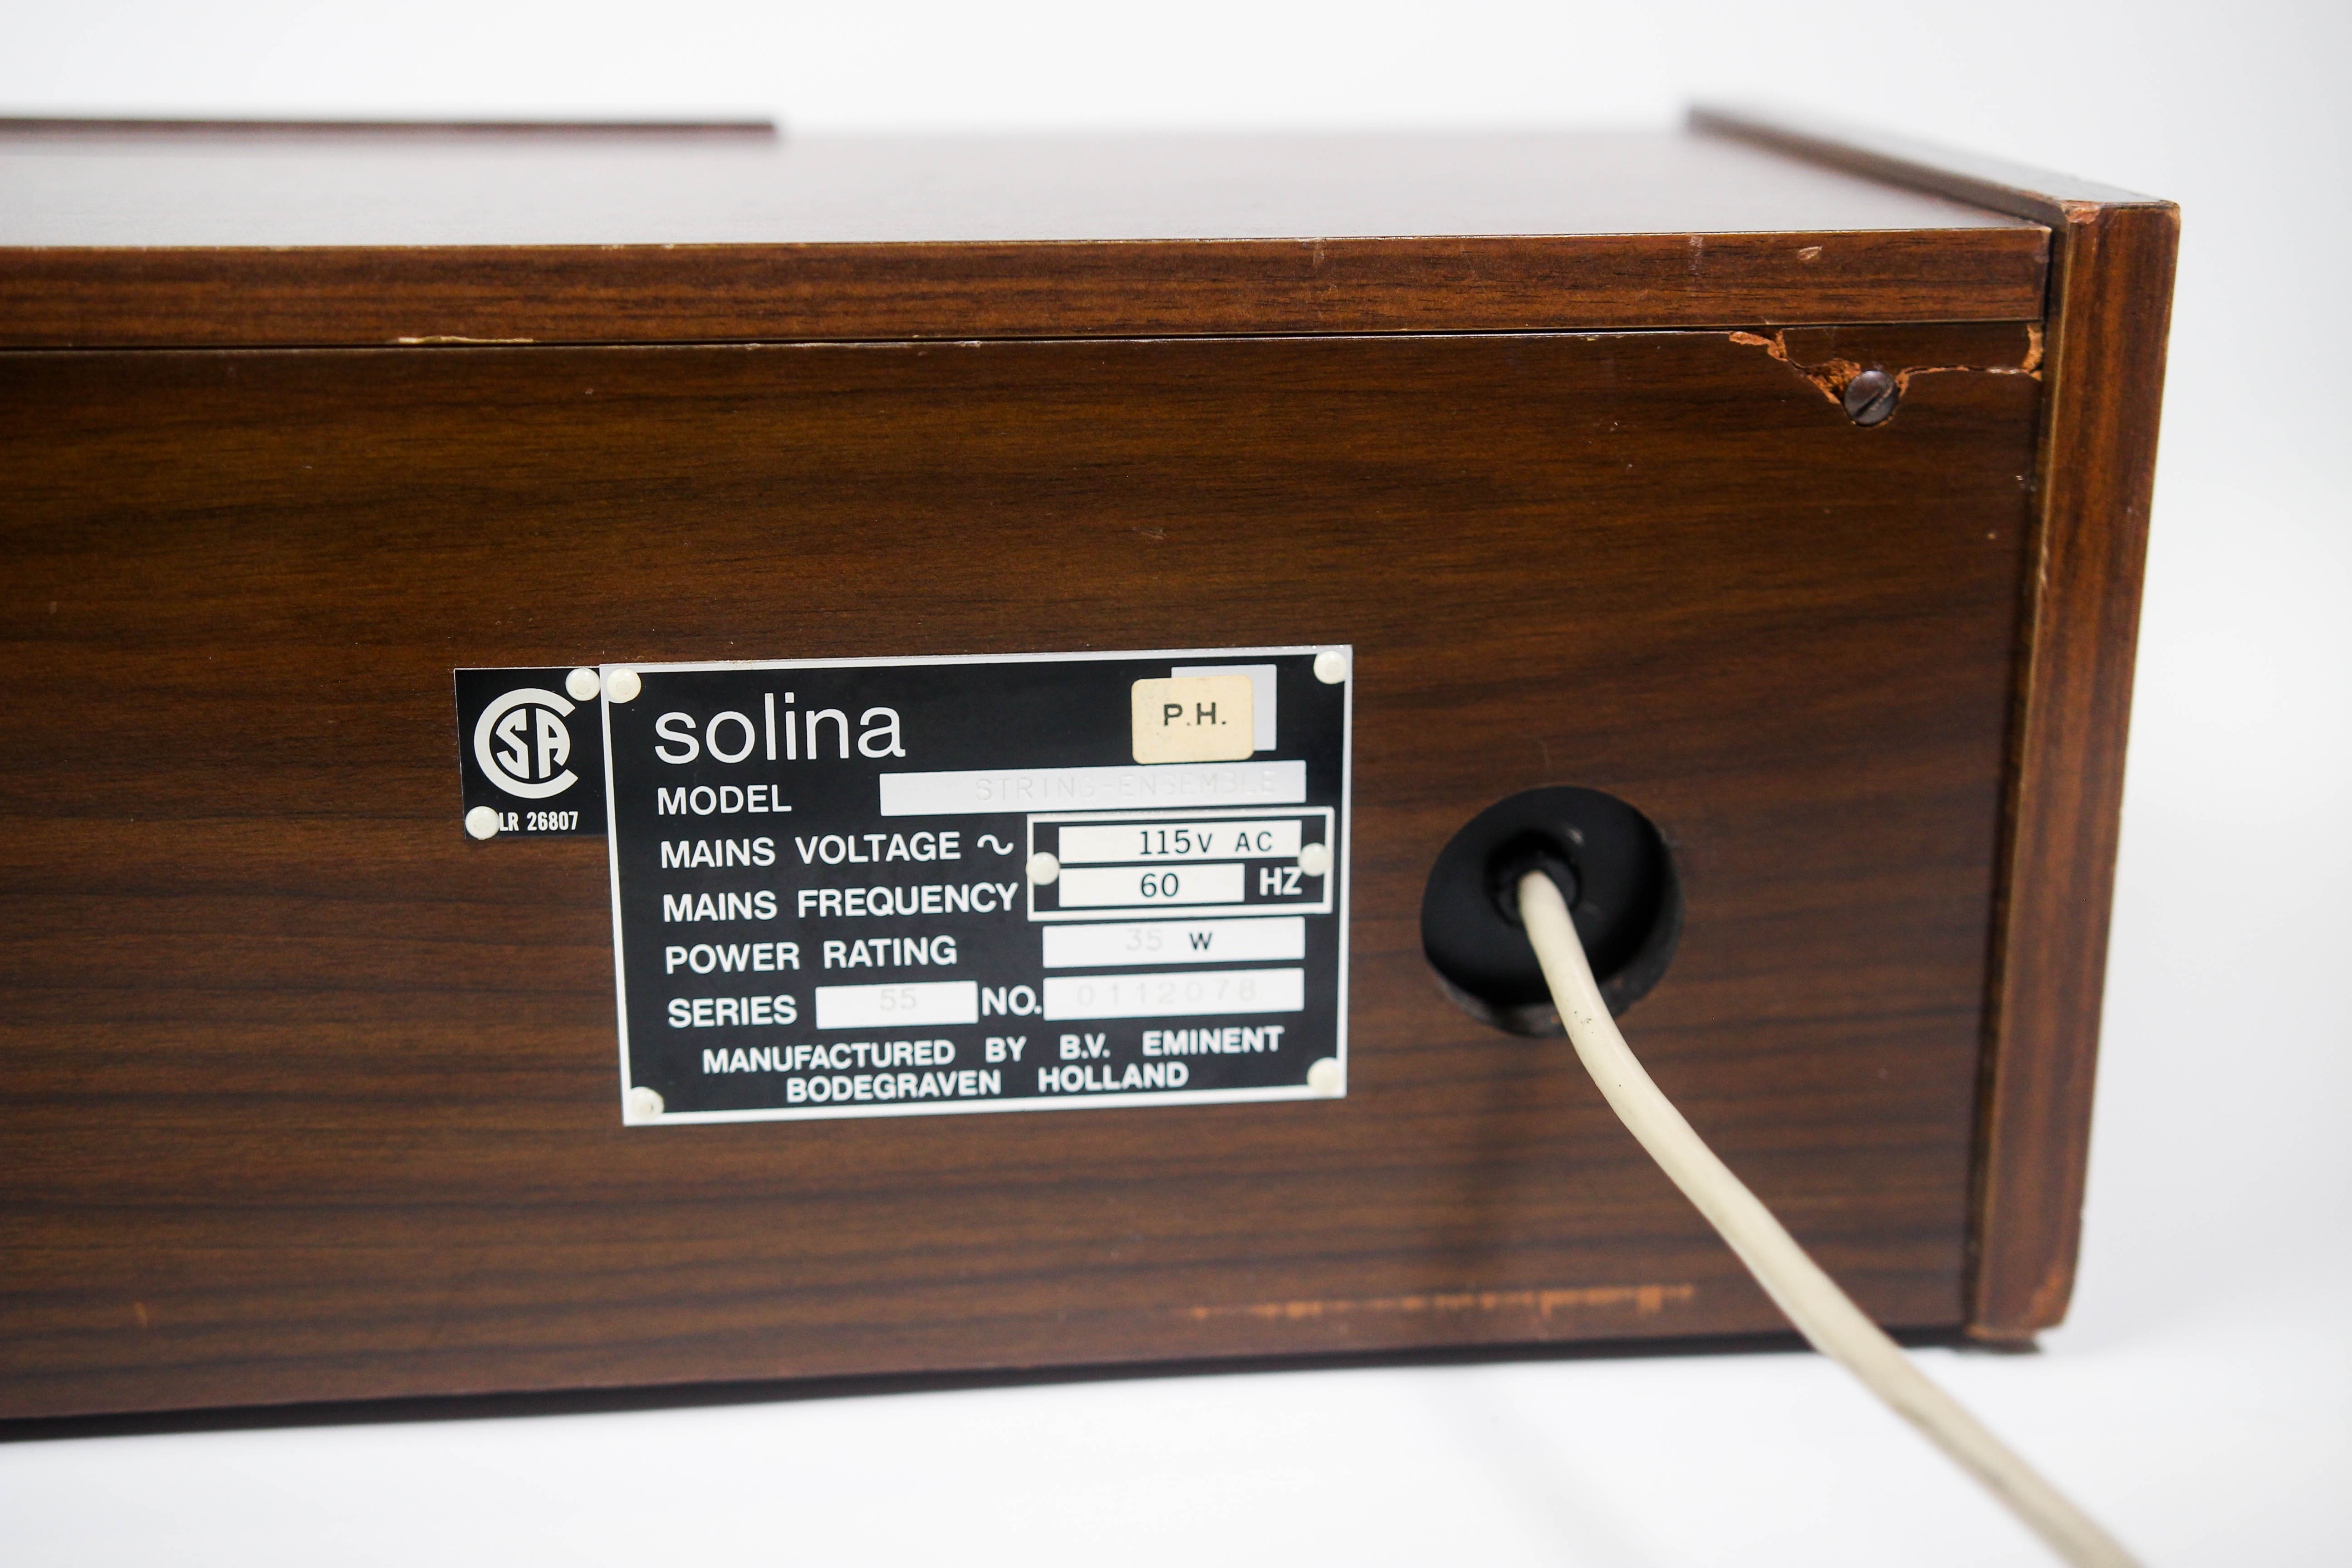 CSA
LR 26807
solina
P.H.
MODEL STRING-ENSEMBLE
MAINS VOLTAGE ~ 115V AC
MAINS FREQUENCY 60 HZ
POWER RATING 35 W
SERIES 55 NO. 0112078
MANUFACTURED BY B.V. EMINENT
BODEGRAVEN HOLLAND